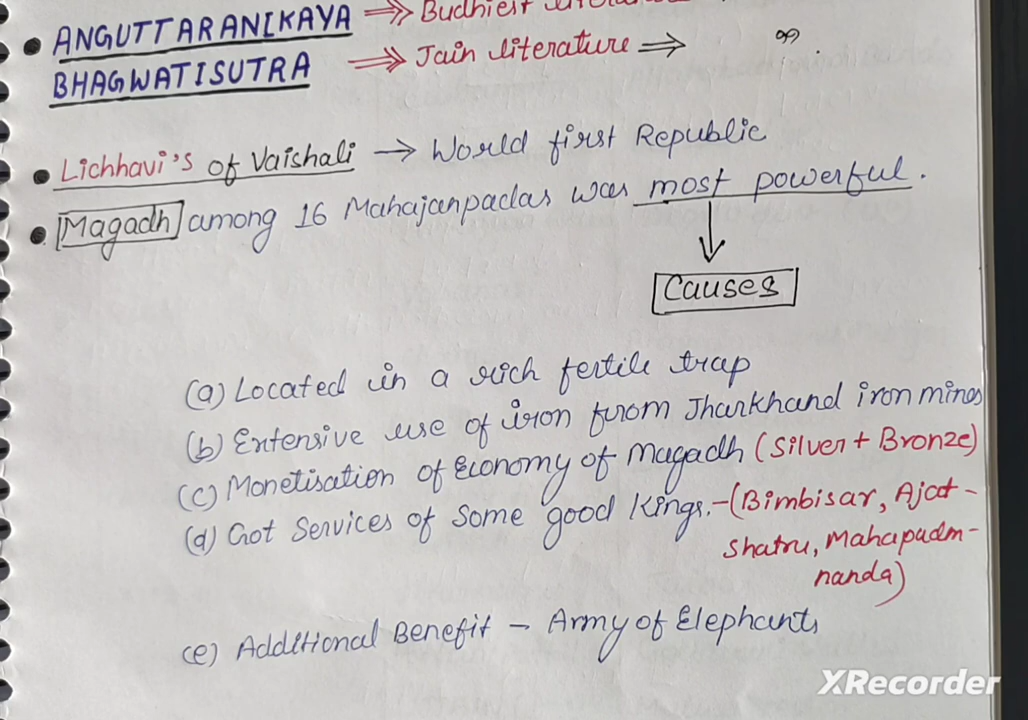 • ANGUTTARANIKAYA ⇒ Budhiest
BHAGWATISUTRA ⇒ Jain literature ⇒
• Lichhavi's of Vaishali → World first Republic
• Magadh among 16 Mahajanpadas was most powerful.
Causes
(a) Located in a rich fertile trap
(b) Extensive use of iron from Jharkhand iron mines
(c) Monetisation of Economy of Magadh (Silver + Bronze)
(d) Got Services of Some good Kings.-(Bimbisar, Ajat-
Shatru, Mahapadm-
nanda)
(e) Additional Benefit - Army of Elephants
XRecorder